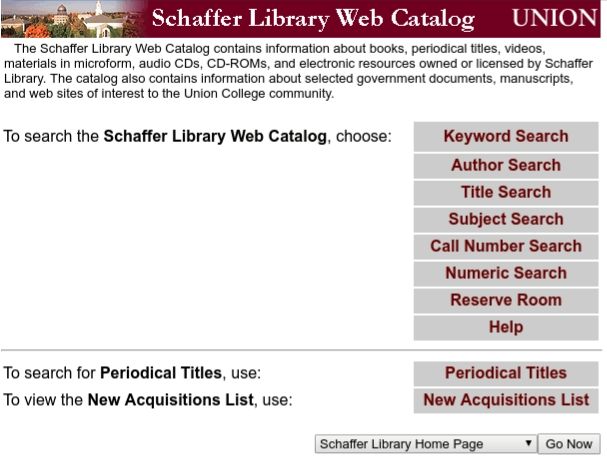 Schaffer Library Web Catalog UNION
The Schaffer Library Web Catalog contains information about books, periodical titles, videos,
materials in microform, audio CDs, CD-ROMs, and electronic resources owned or licensed by Schaffer
Library. The catalog also contains information about selected government documents, manuscripts,
and web sites of interest to the Union College community.
To search the Schaffer Library Web Catalog, choose: Keyword Search
Author Search
Title Search
Subject Search
Call Number Search
Numeric Search
Reserve Room
Help
To search for Periodical Titles, use: Periodical Titles
To view the New Acquisitions List, use: New Acquisitions List
Schaffer Library Home Page Go Now